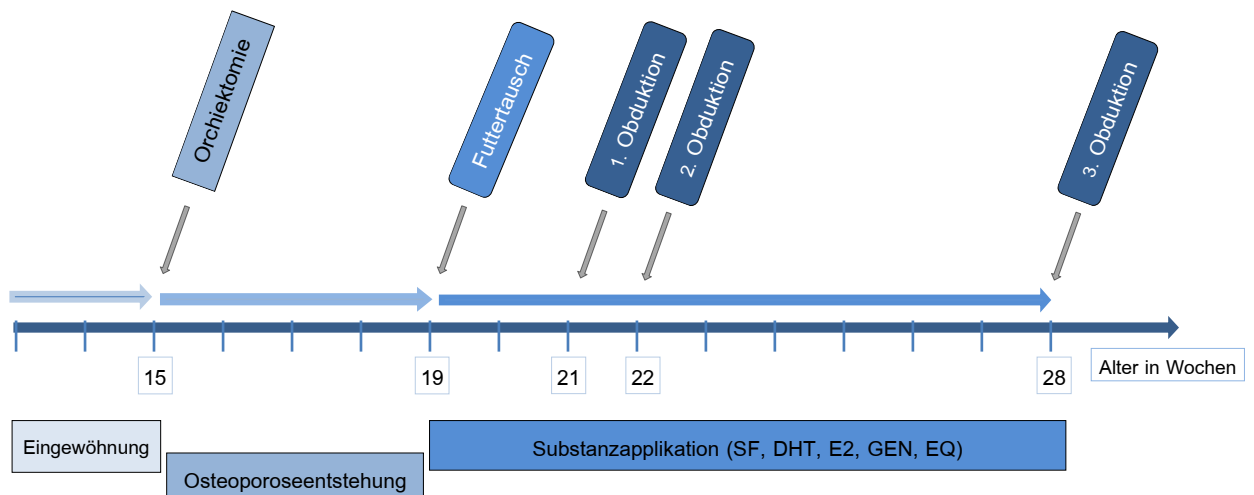 Orchiektomie
Futtertausch
1. Obduktion
2. Obduktion
3. Obduktion
15
19
21
22
28
Alter in Wochen
Eingewöhnung
Substanzapplikation (SF, DHT, E2, GEN, EQ)
Osteoporoseentstehung